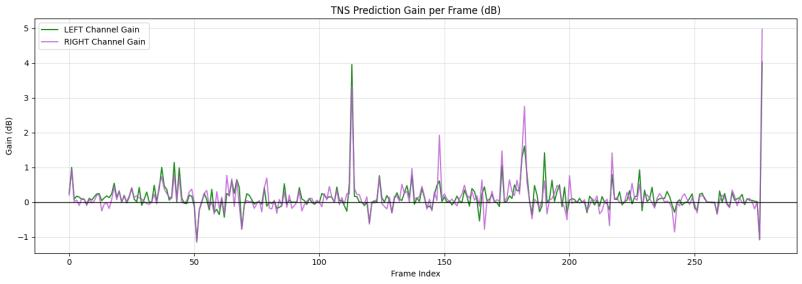 TNS Prediction Gain per Frame (dB)
LEFT Channel Gain
RIGHT Channel Gain
Gain (dB)
5
4
3
2
1
0
−1
0
50
100
150
200
250
Frame Index